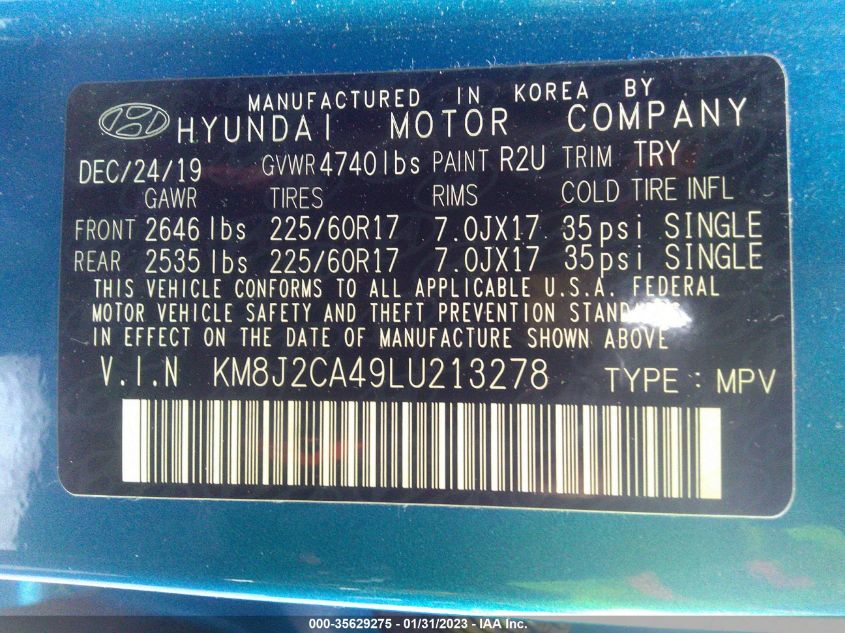 MANUFACTURED IN KOREA BY
HYUNDAI MOTOR COMPANY
DEC/24/19 GVWR 4740lbs PAINT R2U TRIM TRY
GAWR TIRES RIMS COLD TIRE INFL
FRONT 2646 lbs 225/60R17 7.0JX17 35psi SINGLE
REAR 2535 lbs 225/60R17 7.0JX17 35psi SINGLE
THIS VEHICLE CONFORMS TO ALL APPLICABLE U.S.A. FEDERAL
MOTOR VEHICLE SAFETY AND THEFT PREVENTION STANDARDS
IN EFFECT ON THE DATE OF MANUFACTURE SHOWN ABOVE
V.I.N KM8J2CA49LU213278 TYPE : MPV
000-35629275 - 01/31/2023 - IAA Inc.